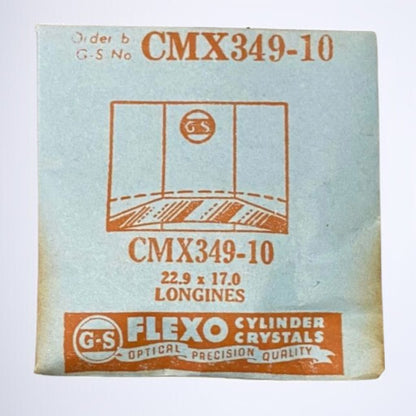 Order b
G-S No CMX349-10
GS
CMX349-10
22.9 x 17.0
LONGINES
G-S FLEXO CYLINDER CRYSTALS
OPTICAL PRECISION QUALITY